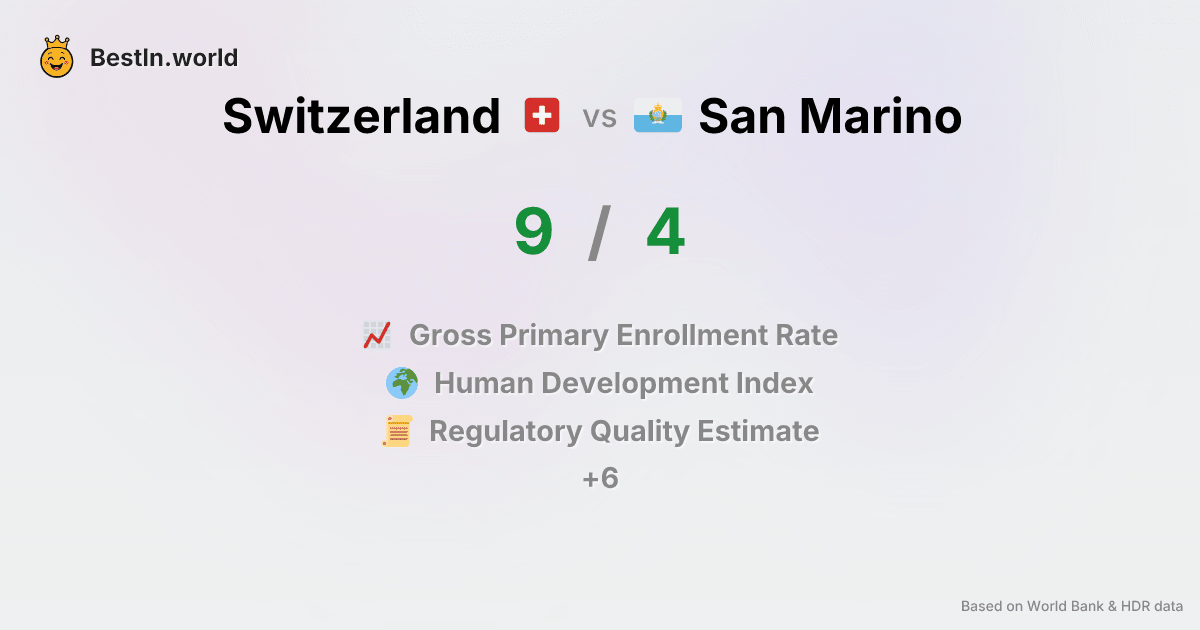 BestIn.world
Switzerland vs San Marino
9 / 4
Gross Primary Enrollment Rate
Human Development Index
Regulatory Quality Estimate
+6
Based on World Bank & HDR data